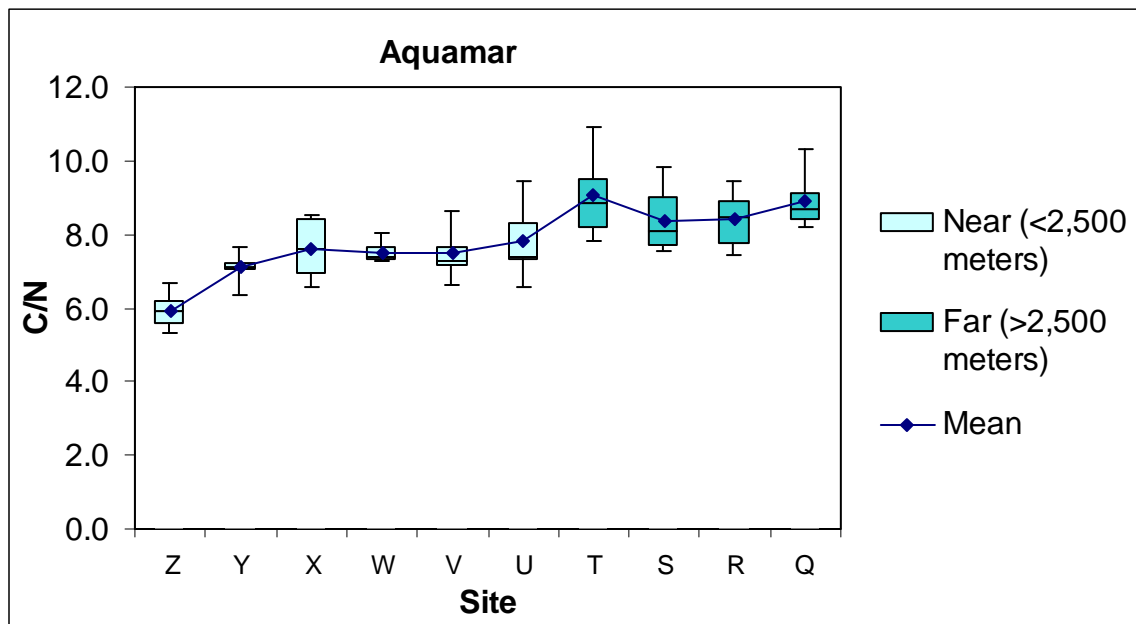 Aquamar
12.0
10.0
8.0
6.0
4.0
2.0
0.0
C/N
Z Y X W V U T S R Q
Site
Near (<2,500
meters)
Far (>2,500
meters)
Mean